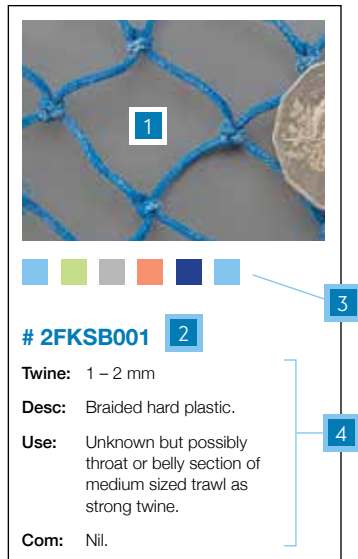 1
3
# 2FKSB001 2
Twine: 1 – 2 mm
Desc: Braided hard plastic.
4
Use: Unknown but possibly
throat or belly section of
medium sized trawl as
strong twine.
Com: Nil.